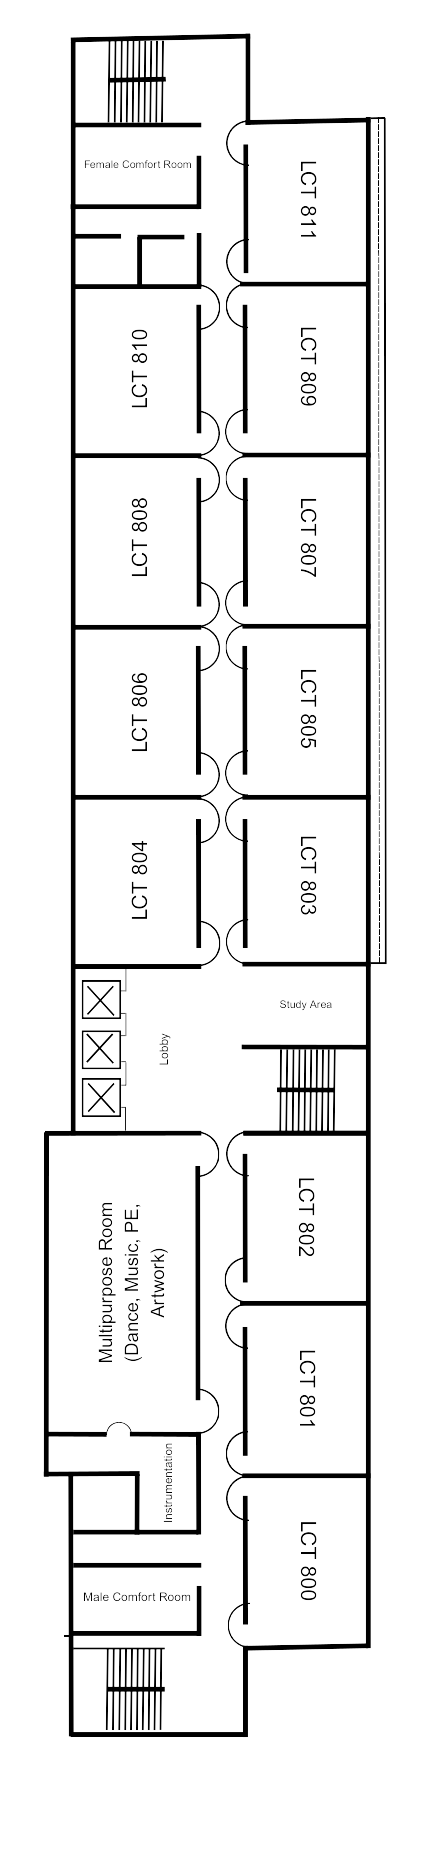 Female Comfort Room
LCT 811
LCT 810
LCT 809
LCT 808
LCT 807
LCT 806
LCT 805
LCT 804
LCT 803
Study Area
Lobby
LCT 802
Multipurpose Room
(Dance, Music, PE,
Artwork)
LCT 801
Instrumentation
LCT 800
Male Comfort Room